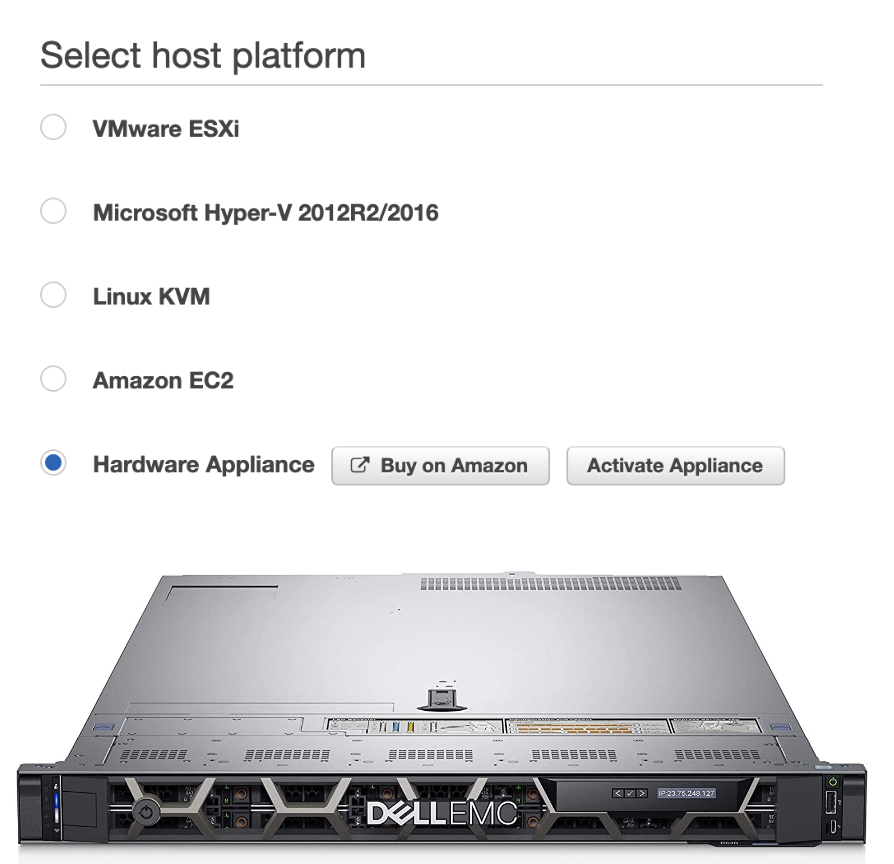 Select host platform
VMware ESXi
Microsoft Hyper-V 2012R2/2016
Linux KVM
Amazon EC2
Hardware Appliance Buy on Amazon Activate Appliance
DELLEMC
IP:23.75.248.127